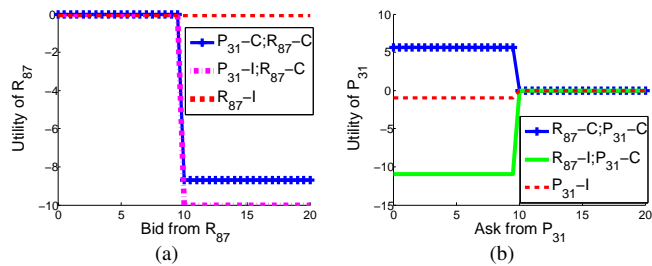 0
−2
−4
−6
−8
−10
Utility of R₈₇
P₃₁−C;R₈₇−C
P₃₁−I;R₈₇−C
R₈₇−I
0 5 10 15 20
Bid from R₈₇
(a)
10
5
0
−5
−10
−15
Utility of P₃₁
R₈₇−C;P₃₁−C
R₈₇−I;P₃₁−C
P₃₁−I
0 5 10 15 20
Ask from P₃₁
(b)